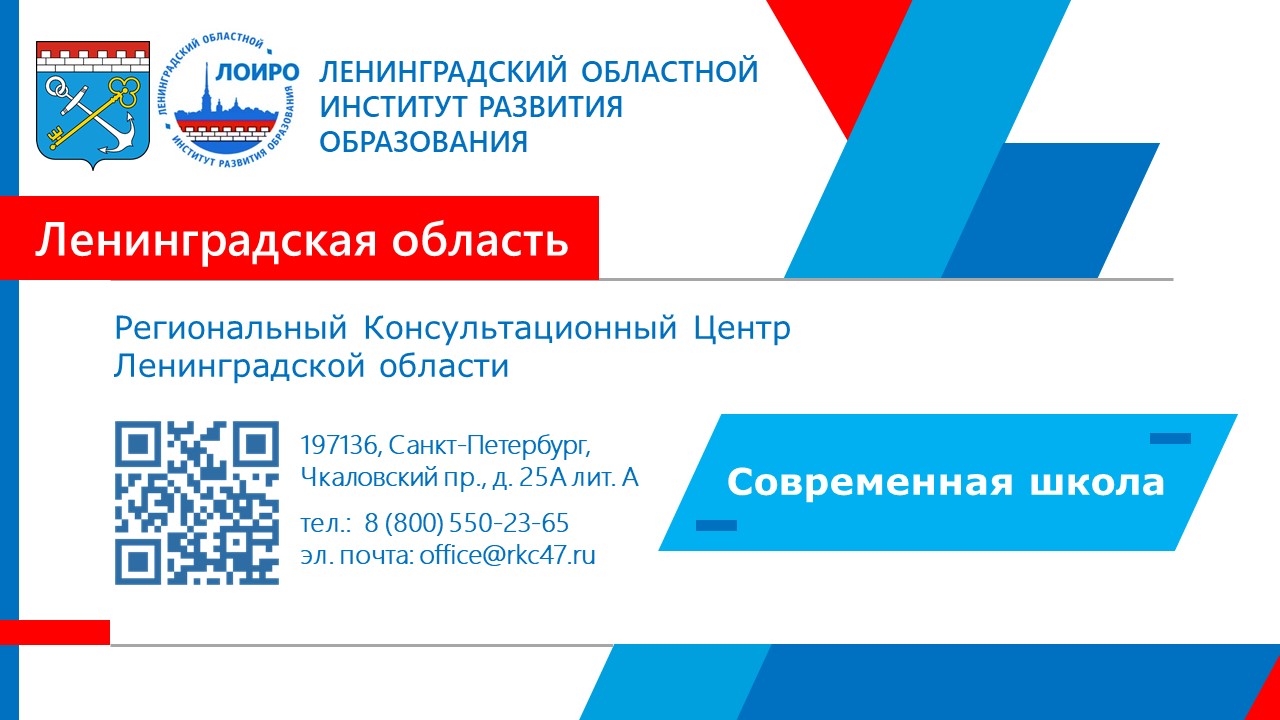 ЛЕНИНГРАДСКИЙ ОБЛАСТНОЙ
ИНСТИТУТ РАЗВИТИЯ ОБРАЗОВАНИЯ
ЛОИРО
ЛЕНИНГРАДСКИЙ ОБЛАСТНОЙ
ИНСТИТУТ РАЗВИТИЯ
ОБРАЗОВАНИЯ
Ленинградская область
Региональный Консультационный Центр
Ленинградской области
197136, Санкт-Петербург,
Чкаловский пр., д. 25А лит. А
тел.: 8 (800) 550-23-65
эл. почта: office@rkc47.ru
Современная школа